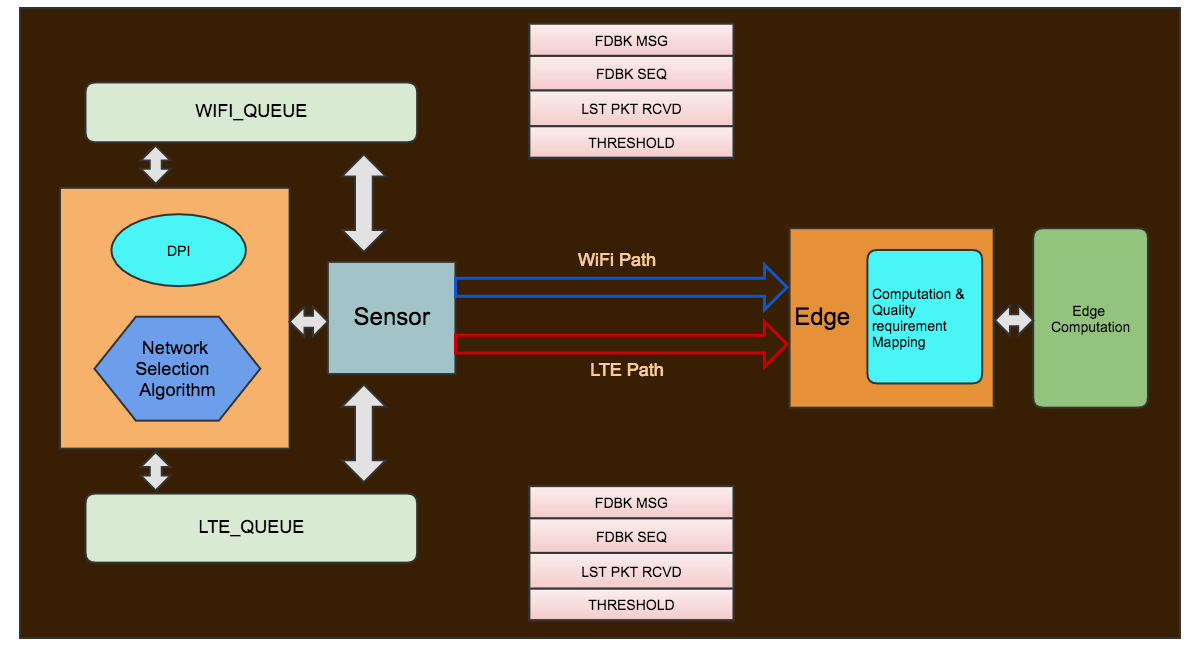 FDBK MSG
FDBK SEQ
LST PKT RCVD
THRESHOLD
WIFI_QUEUE
DPI
Network
Selection
Algorithm
Sensor
WiFi Path
LTE Path
Edge
Computation &
Quality
requirement
Mapping
Edge
Computation
LTE_QUEUE
FDBK MSG
FDBK SEQ
LST PKT RCVD
THRESHOLD